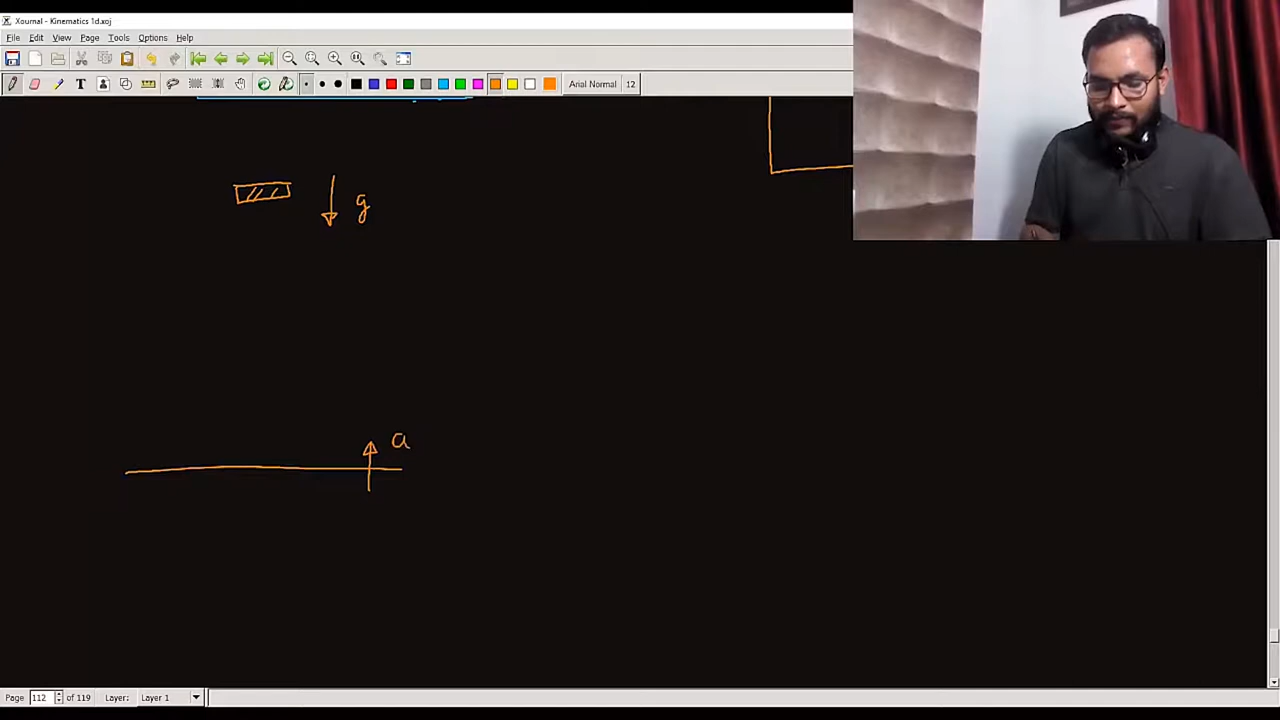 Xournal - Kinematics 1d.xoj
File Edit View Page Tools Options Help
T Arial Normal 12
g
a
Page 112 of 119 Layer: Layer 1